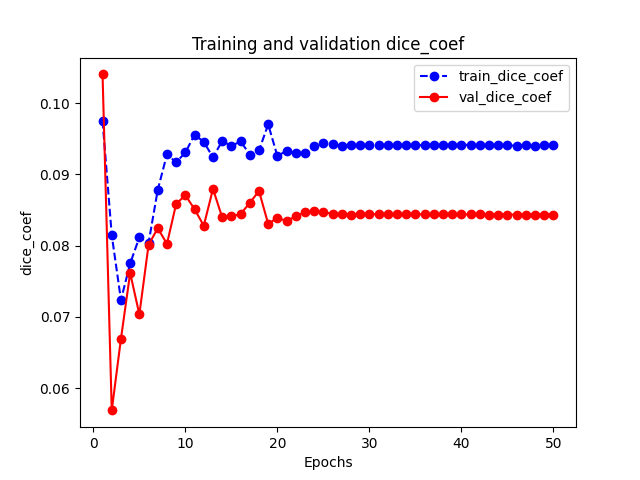 Training and validation dice_coef
train_dice_coef
val_dice_coef
dice_coef
0.10
0.09
0.08
0.07
0.06
0 10 20 30 40 50
Epochs